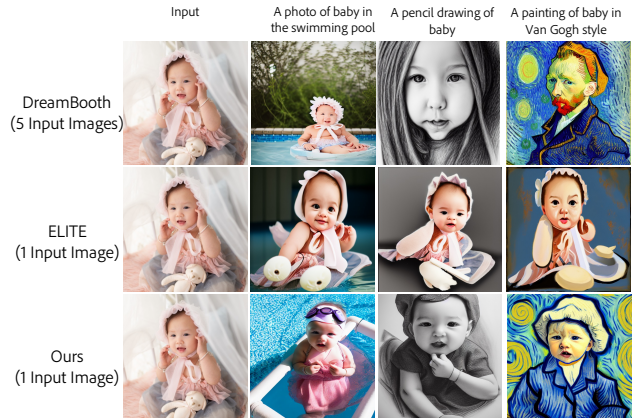 Input
A photo of baby in
the swimming pool
A pencil drawing of
baby
A painting of baby in
Van Gogh style
DreamBooth
(5 Input Images)
ELITE
(1 Input Image)
Ours
(1 Input Image)